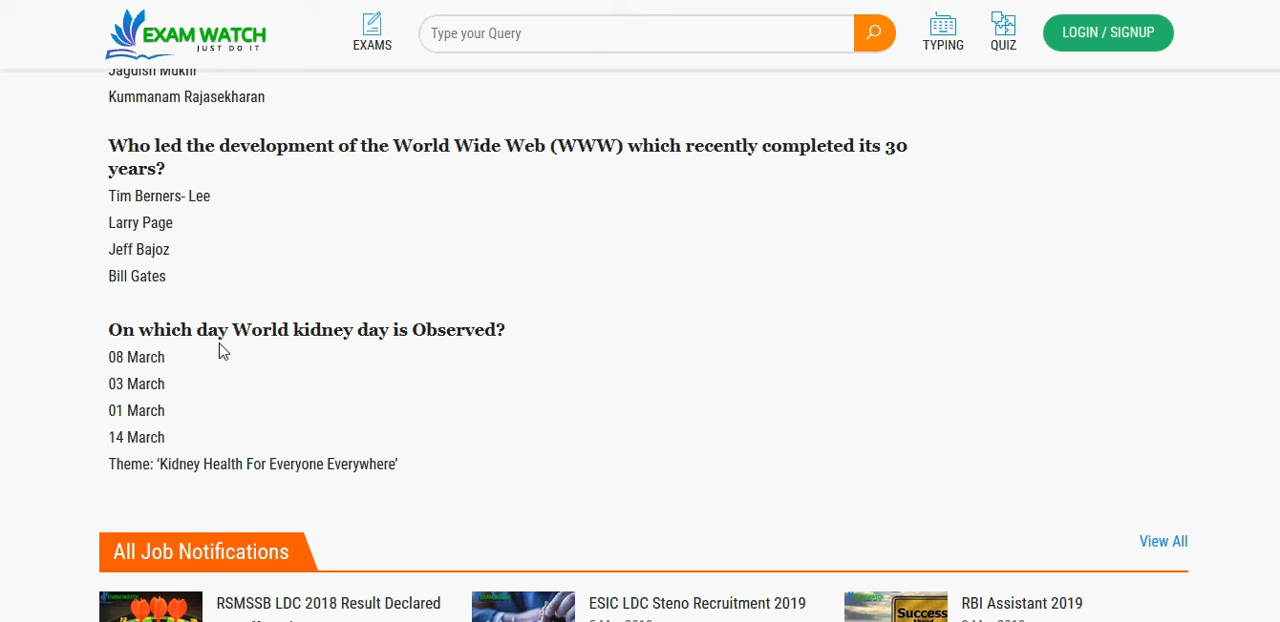 EXAM WATCH
JUST DO IT
EXAMS
Type your Query
TYPING
QUIZ
LOGIN / SIGNUP
Jagdish Mukhi
Kummanam Rajasekharan
Who led the development of the World Wide Web (WWW) which recently completed its 30
years?
Tim Berners- Lee
Larry Page
Jeff Bajoz
Bill Gates
On which day World kidney day is Observed?
08 March
03 March
01 March
14 March
Theme: ‘Kidney Health For Everyone Everywhere’
All Job Notifications
View All
RSMSSB LDC 2018 Result Declared
ESIC LDC Steno Recruitment 2019
Success
RBI Assistant 2019